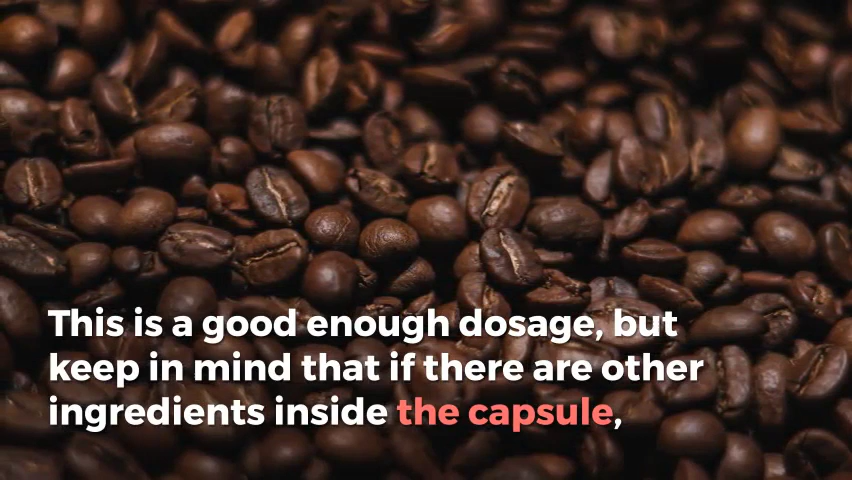 This is a good enough dosage, but
keep in mind that if there are other
ingredients inside the capsule,